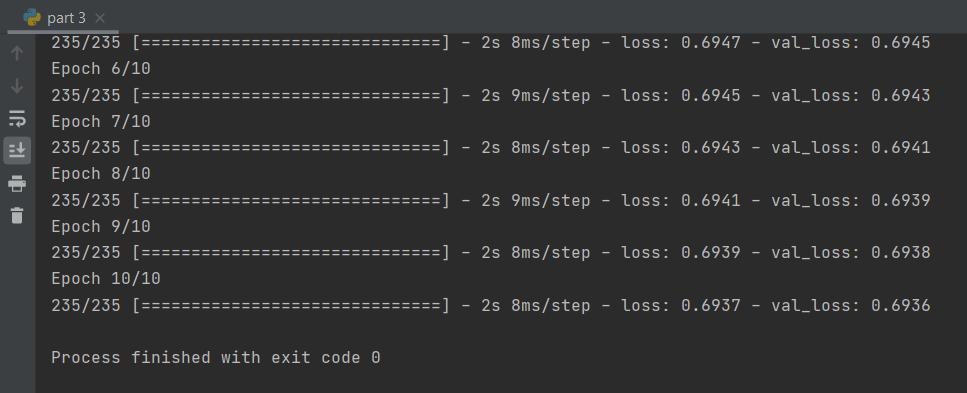 part 3
235/235 [==============================] - 2s 8ms/step - loss: 0.6947 - val_loss: 0.6945
Epoch 6/10
235/235 [==============================] - 2s 9ms/step - loss: 0.6945 - val_loss: 0.6943
Epoch 7/10
235/235 [==============================] - 2s 8ms/step - loss: 0.6943 - val_loss: 0.6941
Epoch 8/10
235/235 [==============================] - 2s 9ms/step - loss: 0.6941 - val_loss: 0.6939
Epoch 9/10
235/235 [==============================] - 2s 8ms/step - loss: 0.6939 - val_loss: 0.6938
Epoch 10/10
235/235 [==============================] - 2s 8ms/step - loss: 0.6937 - val_loss: 0.6936
Process finished with exit code 0